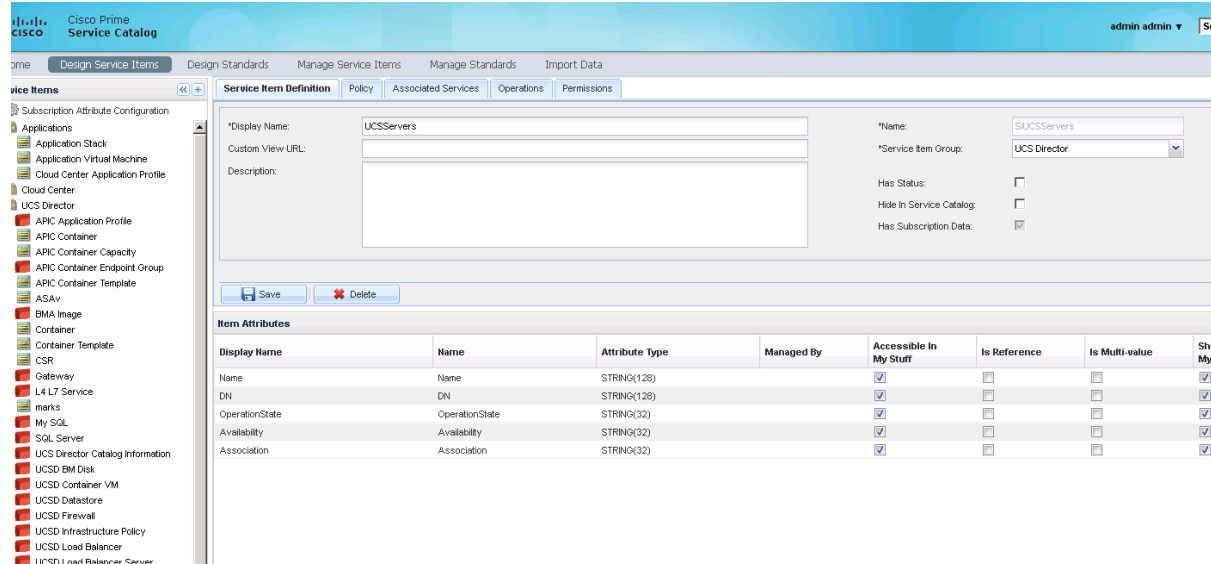 Cisco Prime
CISCO Service Catalog
admin admin
Design Service Items Design Standards Manage Service Items Manage Standards Import Data
Service Item Definition Policy Associated Services Operations Permissions
Subscription Attribute Configuration
Applications
Application Stack
Application Virtual Machine
Cloud Center Application Profile
Cloud Center
UCS Director
APIC Application Profile
APIC Container
APIC Container Capacity
APIC Container Endpoint Group
APIC Container Template
ASAv
BMA Image
Container
Container Template
CSR
Gateway
L4 L7 Service
marks
My SQL
SQL Server
UCS Director Catalog Information
UCSD BM Disk
UCSD Container VM
UCSD Datastore
UCSD Firewall
UCSD Infrastructure Policy
UCSD Load Balancer
UCSD Load Balancer Server
*Display Name: UCSServers
Custom View URL:
Description:
*Name: SiUCSServers
*Service Item Group: UCS Director
Has Status:
Hide In Service Catalog:
Has Subscription Data:
Save Delete
Item Attributes
Display Name Name Attribute Type Managed By Accessible In My Stuff Is Reference Is Multi-value
Name Name STRING(128)
DN DN STRING(128)
OperationState OperationState STRING(32)
Availability Availability STRING(32)
Association Association STRING(32)